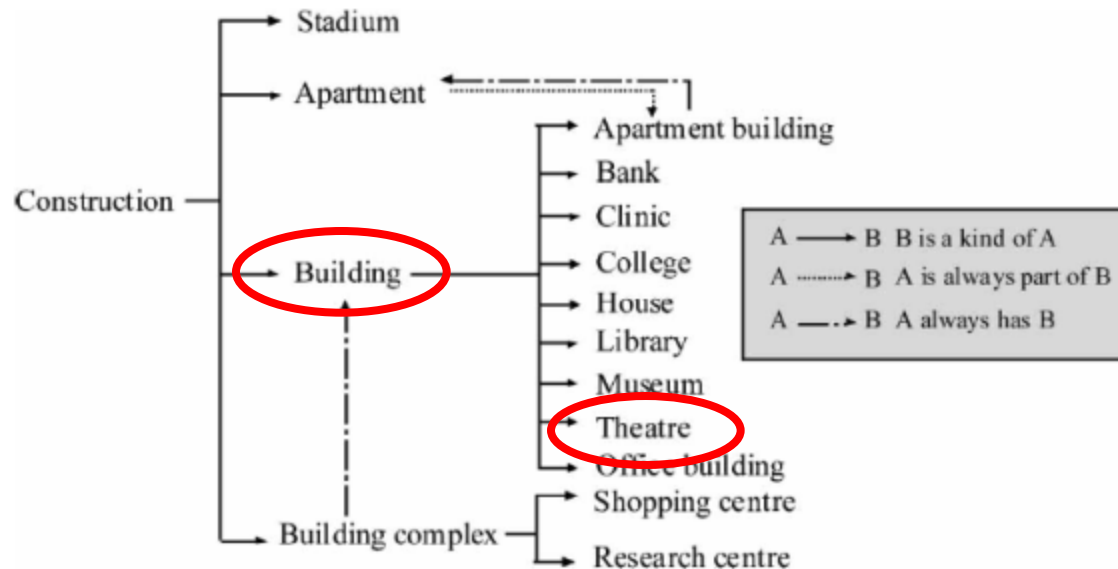 Stadium
Apartment
Apartment building
Bank
Clinic
Construction
College
Building
House
Library
Museum
Theatre
Office building
Shopping centre
Building complex
Research centre
A B B is a kind of A
A B A is always part of B
A B A always has B